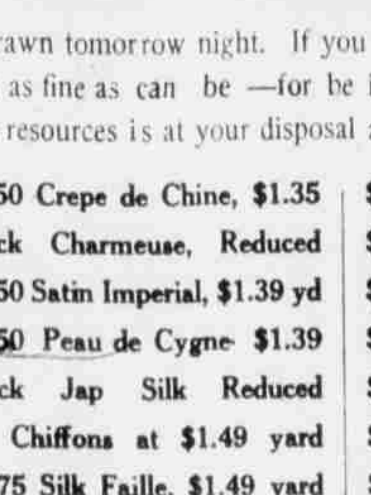 rawn tomorrow night. If you
as fine as can be —for be
resources is at your disposal
50 Crepe de Chine, $1.35
ck Charmeuse, Reduced
50 Satin Imperial, $1.39 yd
50 Peau de Cygne $1.39
ck Jap Silk Reduced
Chiffons at $1.49 yard
75 Silk Faille, $1.49 yard